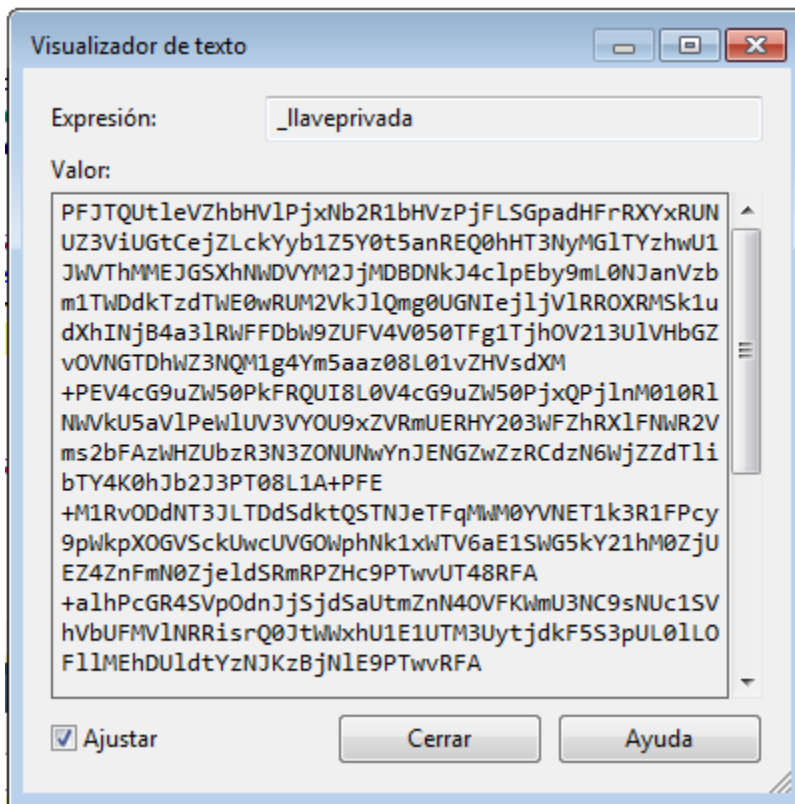 Visualizador de texto
Expresión: _llaveprivada
Valor:
PFJTQUtleVZhbHVlPjxNb2R1bHVzPjFLSGpadHFrRXYxRUN
UZ3ViUGtCejZLckYyb1Z5Y0t5anREQ0hHT3NyMGlTYzhwU1
JWVThMMEJGSXhNWDVYM2JjMDBDNkJ4clpEby9mL0NJanVzb
m1TWDdkTzdTWE0wRUM2VkJlQmg0UGNIejljVlRROXRMSk1u
dXhINjB4a3lRWFFDbW9ZUFV4V050TFg1TjhOV213UlVHbGZ
vOVNGTDhWZ3NQM1g4Ym5aaz08L01vZHVsdXM
+PEV4cG9uZW50PkFRQUI8L0V4cG9uZW50PjxQPjlnM010Rl
NWVkU5aVlPeWlUV3VYOU9xZVRmUERHY203WFZhRXlFNWR2V
ms2bFAzWHZUbzR3N3ZONUNwYnJENGZwZzRCdzN6WjZZdTli
bTY4K0hJb2J3PT08L1A+PFE
+M1RvODdNT3JLTDdSdktQSTNJeTFqMWM0YVNET1k3R1FPcy
9pWkpXOGVSckUwcUVGOWphNk1xWTV6aE1SWG5kY21hM0ZjU
EZ4ZnFmN0ZjeldSRmRPZHc9PTwvUT48RFA
+alhPcGR4SVpOdnJjSjdSaUtmZnN4OVFKWmU3NC9sNUc1SV
hVbUFMVlNRRisrQ0JtWWxhU1E1UTM3UytjdkF5S3pUL0lLO
FllMEhDUldtYzNJKzBjNlE9PTwvRFA
Ajustar
Cerrar
Ayuda